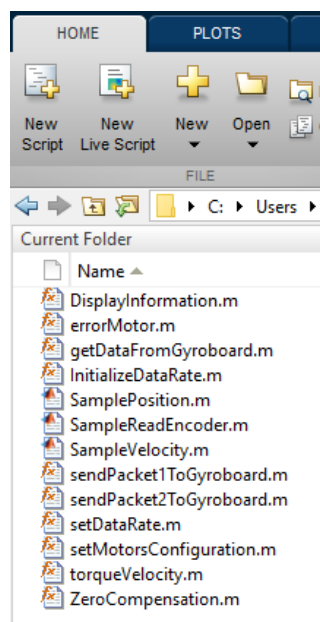 HOME PLOTS
New Script
New Live Script
New
Open
FILE
C: Users
Current Folder
Name
DisplayInformation.m
errorMotor.m
getDataFromGyroboard.m
InitializeDataRate.m
SamplePosition.m
SampleReadEncoder.m
SampleVelocity.m
sendPacket1ToGyroboard.m
sendPacket2ToGyroboard.m
setDataRate.m
setMotorsConfiguration.m
torqueVelocity.m
ZeroCompensation.m